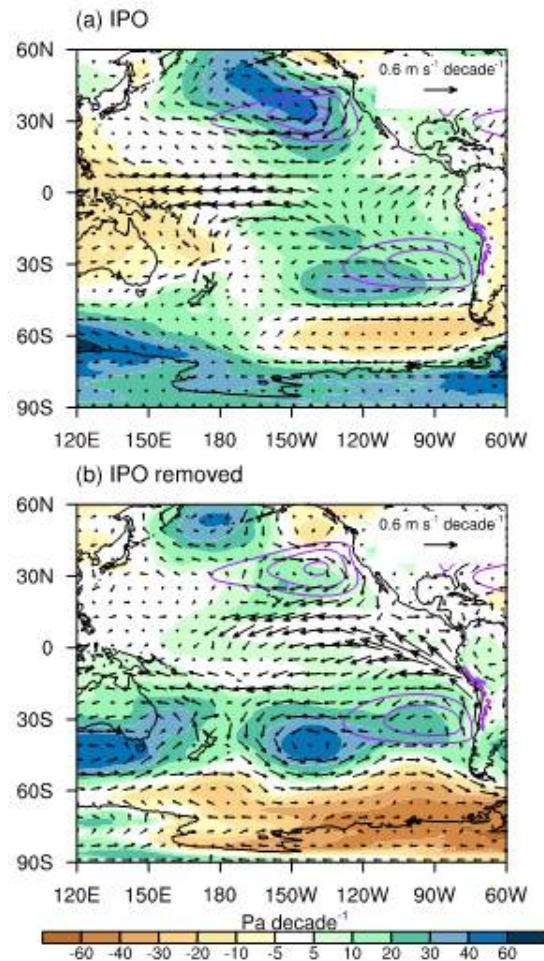 (a) IPO
60N
0.6 m s⁻¹ decade⁻¹
30N
0
30S
60S
90S
120E 150E 180 150W 120W 90W 60W
(b) IPO removed
60N
0.6 m s⁻¹ decade⁻¹
30N
0
30S
60S
90S
120E 150E 180 150W 120W 90W 60W
Pa decade⁻¹
-60 -40 -30 -20 -10 -5 5 10 20 30 40 60